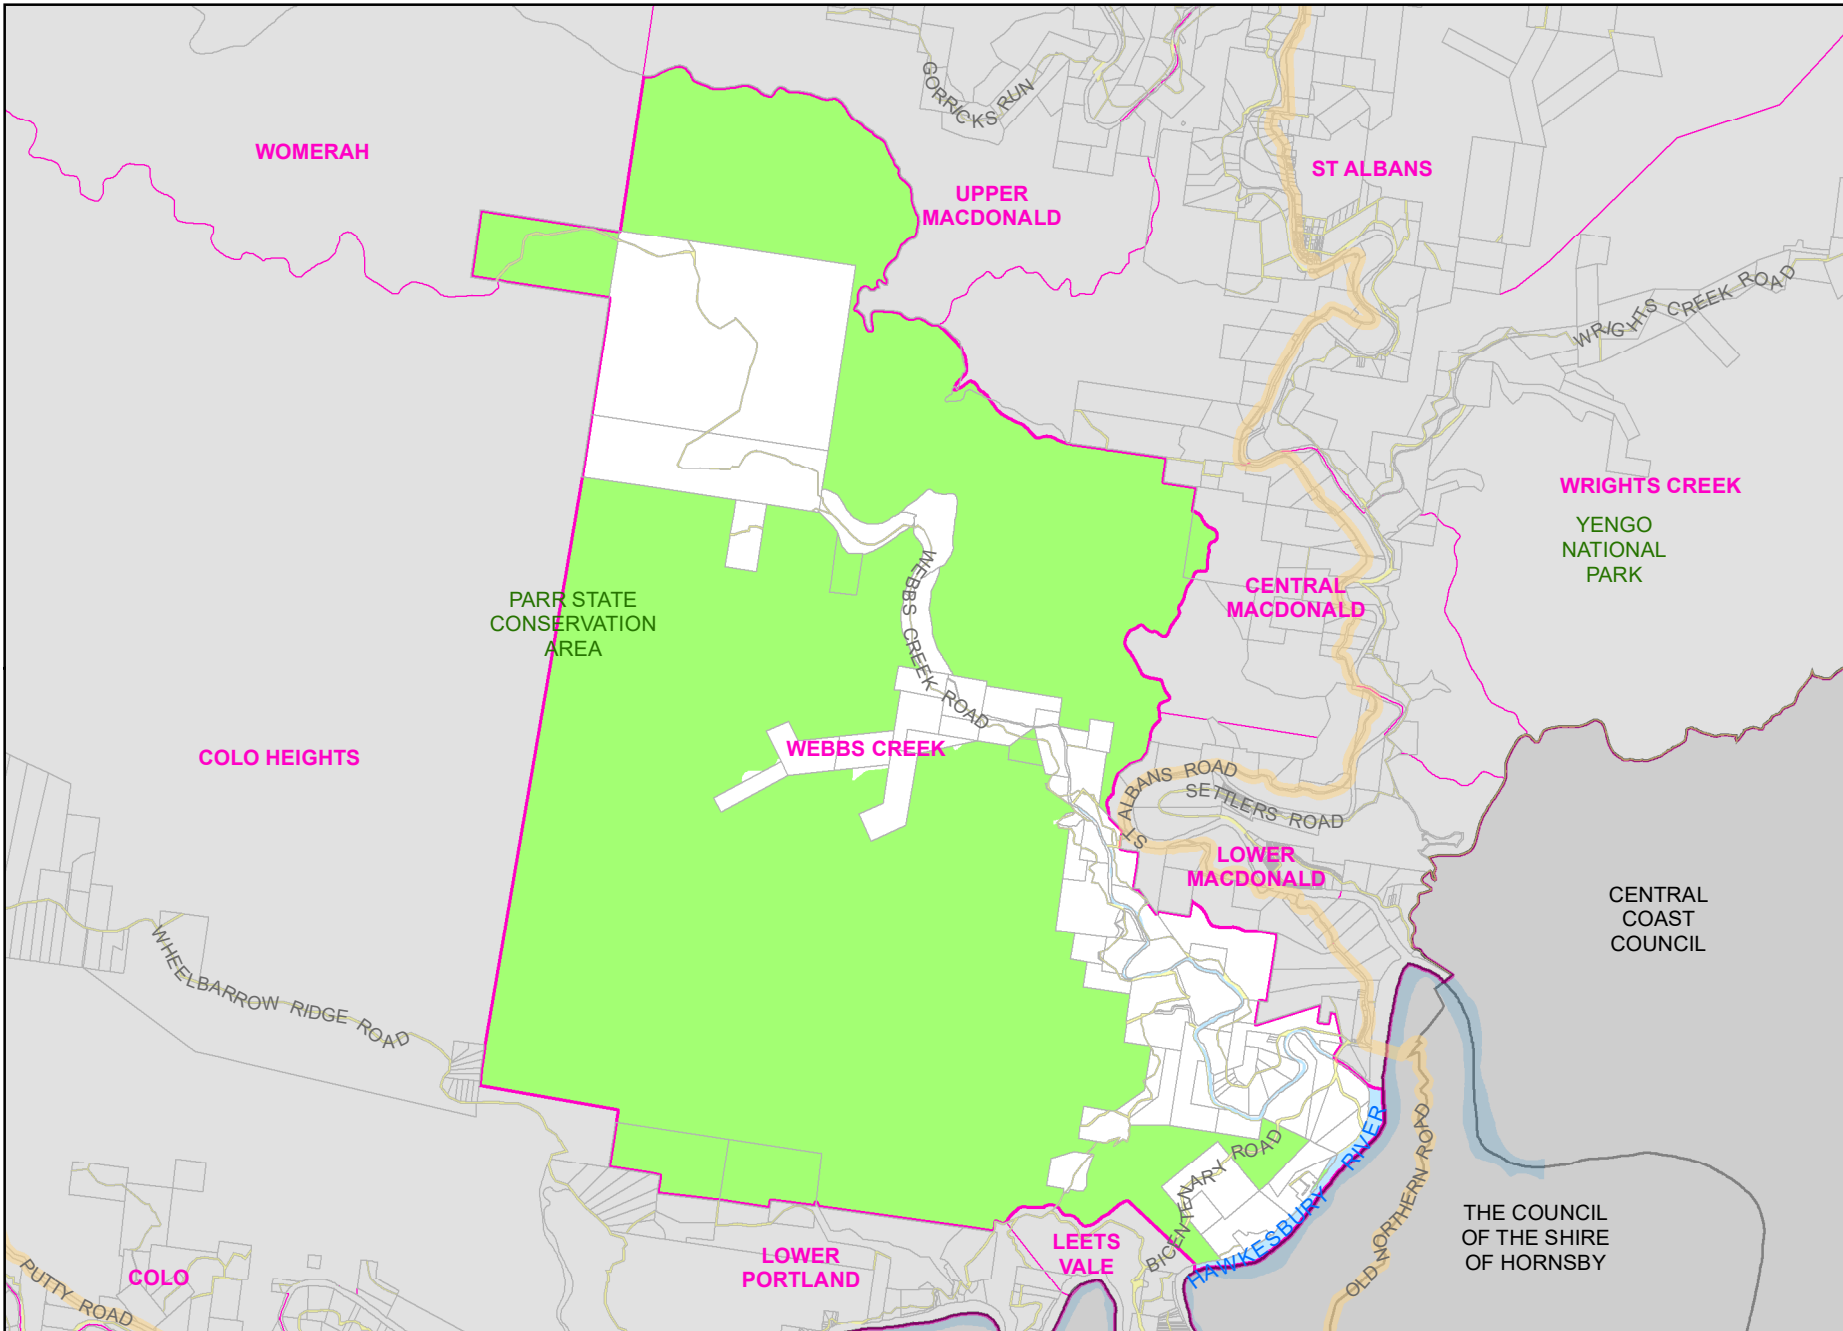 GORRICKS RUN
WOMERAH
ST ALBANS
UPPER
MACDONALD
WRIGHTS CREEK ROAD
WRIGHTS CREEK
YENGO
NATIONAL
PARK
CENTRAL
MACDONALD
PARR STATE
CONSERVATION
AREA
WEBBS CREEK ROAD
WEBBS CREEK
COLO HEIGHTS
ST ALBANS ROAD
SETTLERS ROAD
LOWER
MACDONALD
CENTRAL
COAST
COUNCIL
WHEELBARROW RIDGE ROAD
BICENTENARY ROAD
HAWKESBURY RIVER
OLD NORTHERN ROAD
THE COUNCIL
OF THE SHIRE
OF HORNSBY
LEETS
VALE
LOWER
PORTLAND
COLO
PUTTY ROAD